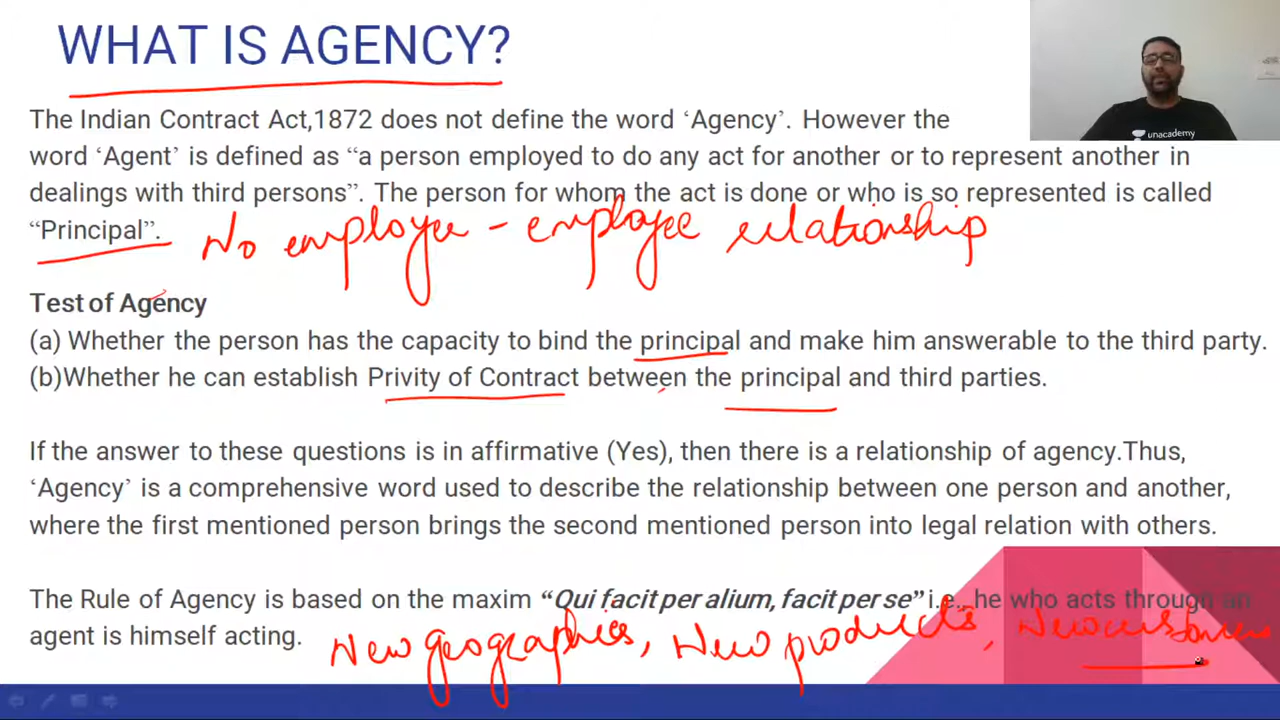 WHAT IS AGENCY?
unacademy
The Indian Contract Act,1872 does not define the word ‘Agency’. However the
word ‘Agent’ is defined as “a person employed to do any act for another or to represent another in
dealings with third persons”. The person for whom the act is done or who is so represented is called
“Principal”. No employee - employee relationship
Test of Agency
(a) Whether the person has the capacity to bind the principal and make him answerable to the third party.
(b)Whether he can establish Privity of Contract between the principal and third parties.
If the answer to these questions is in affirmative (Yes), then there is a relationship of agency.Thus,
‘Agency’ is a comprehensive word used to describe the relationship between one person and another,
where the first mentioned person brings the second mentioned person into legal relation with others.
The Rule of Agency is based on the maxim “Qui facit per alium, facit per se” i.e., he who acts through an
agent is himself acting. New geographies, New products, New customers